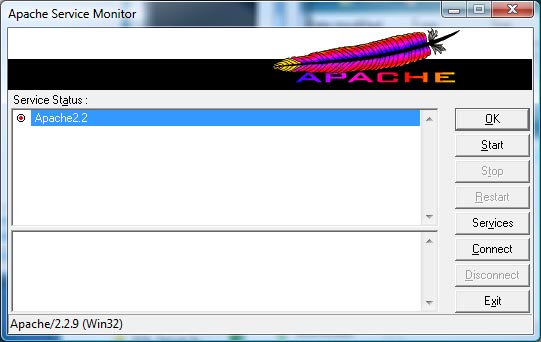 Apache Service Monitor
APACHE
Service Status :
Apache2.2
OK
Start
Stop
Restart
Services
Connect
Disconnect
Exit
Apache/2.2.9 (Win32)